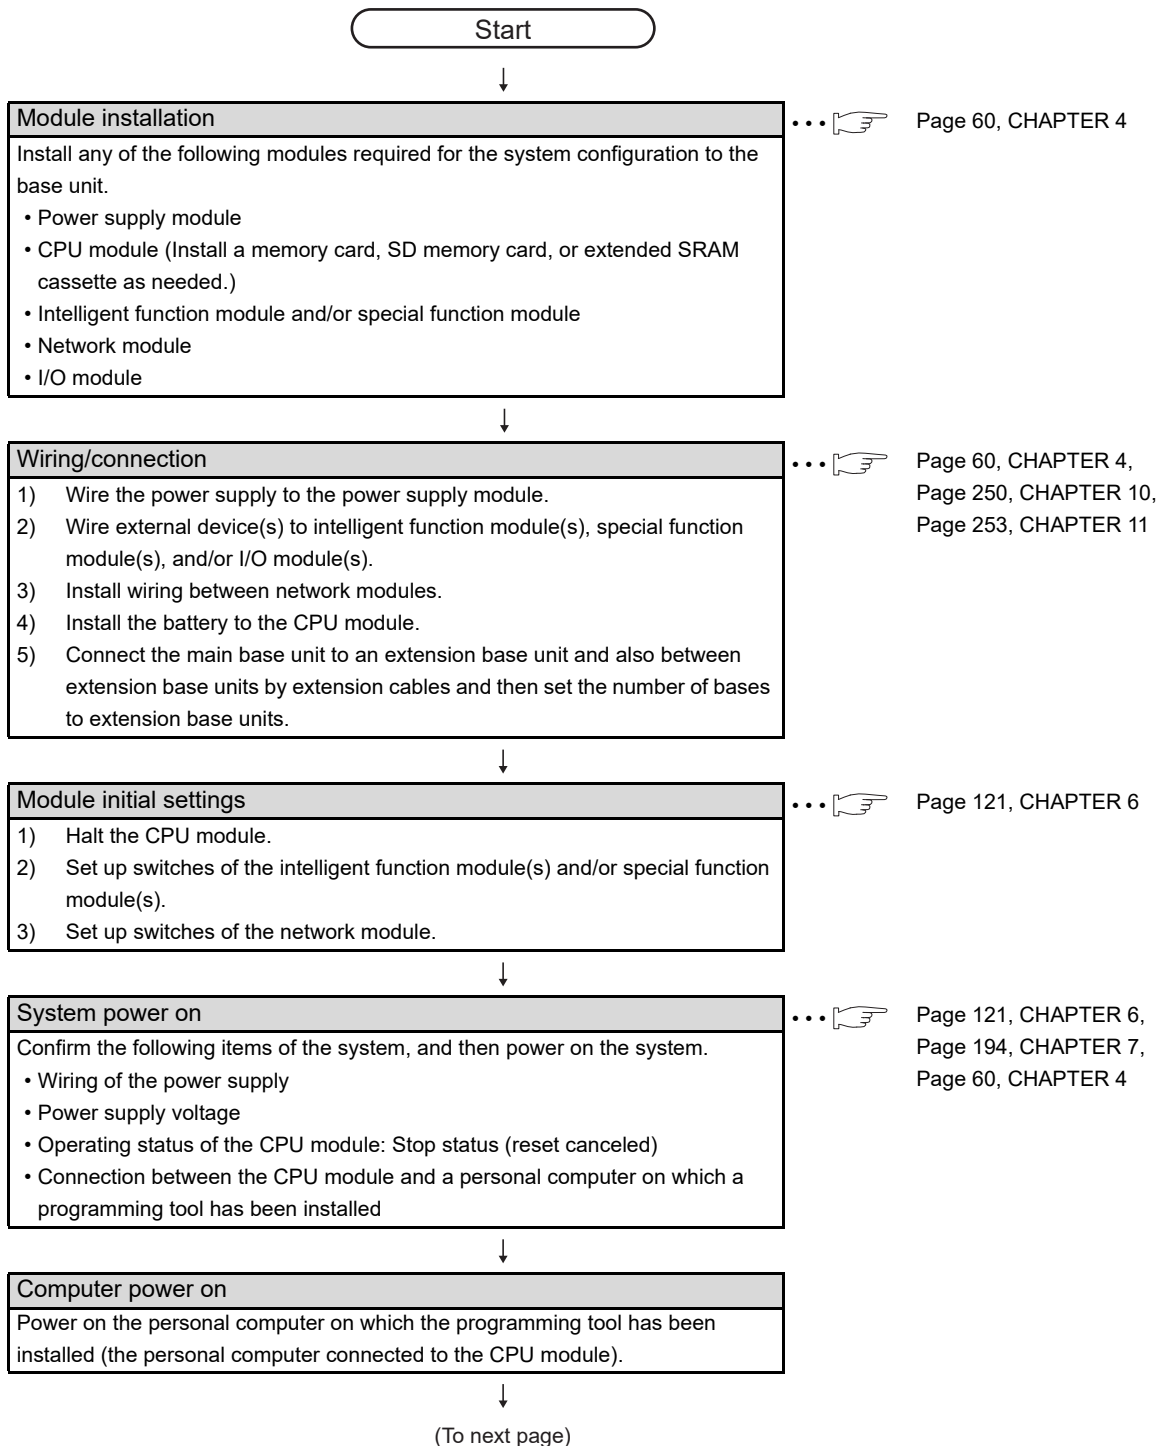 Start
Module installation
Page 60, CHAPTER 4
Install any of the following modules required for the system configuration to the
base unit.
• Power supply module
• CPU module (Install a memory card, SD memory card, or extended SRAM
cassette as needed.)
• Intelligent function module and/or special function module
• Network module
• I/O module
Wiring/connection
Page 60, CHAPTER 4,
Page 250, CHAPTER 10,
Page 253, CHAPTER 11
1) Wire the power supply to the power supply module.
2) Wire external device(s) to intelligent function module(s), special function
module(s), and/or I/O module(s).
3) Install wiring between network modules.
4) Install the battery to the CPU module.
5) Connect the main base unit to an extension base unit and also between
extension base units by extension cables and then set the number of bases
to extension base units.
Module initial settings
Page 121, CHAPTER 6
1) Halt the CPU module.
2) Set up switches of the intelligent function module(s) and/or special function
module(s).
3) Set up switches of the network module.
System power on
Page 121, CHAPTER 6,
Page 194, CHAPTER 7,
Page 60, CHAPTER 4
Confirm the following items of the system, and then power on the system.
• Wiring of the power supply
• Power supply voltage
• Operating status of the CPU module: Stop status (reset canceled)
• Connection between the CPU module and a personal computer on which a
programming tool has been installed
Computer power on
Power on the personal computer on which the programming tool has been
installed (the personal computer connected to the CPU module).
(To next page)